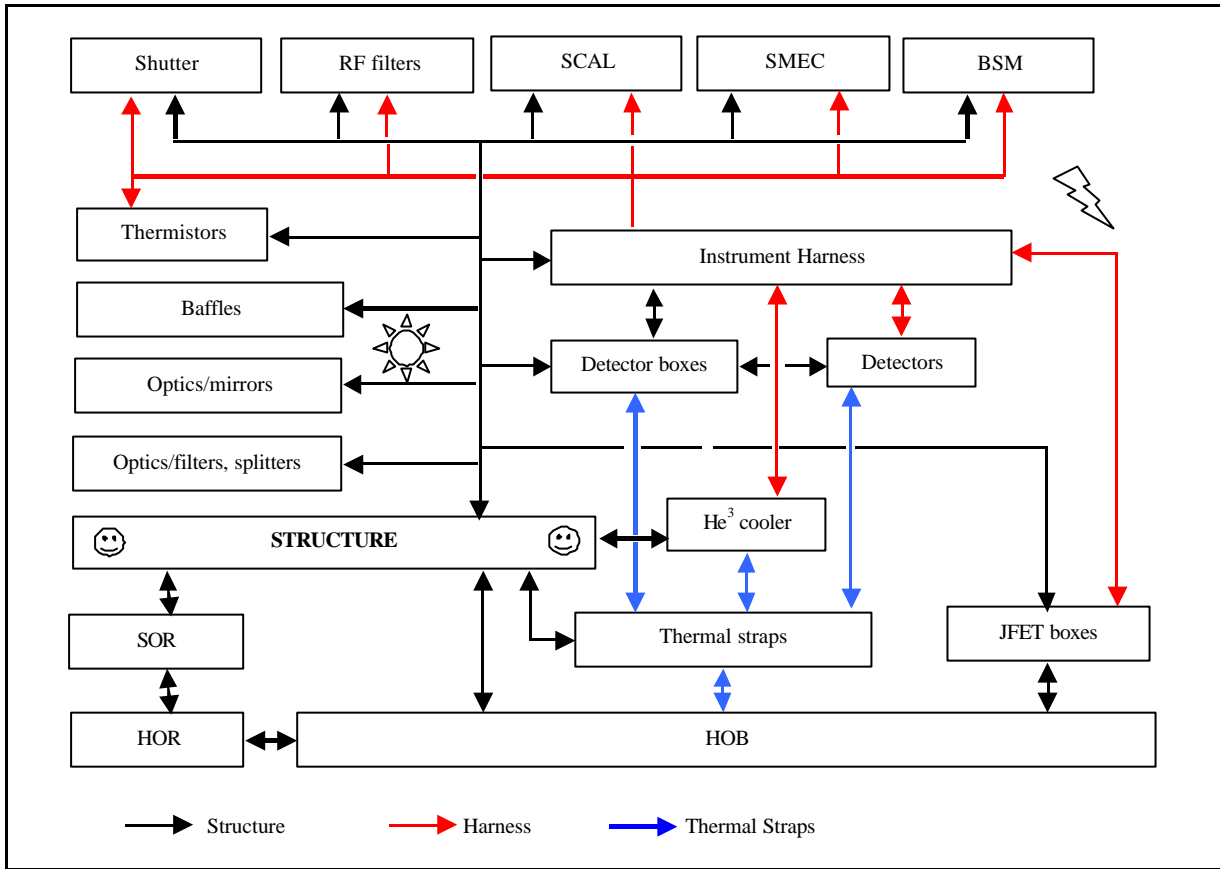 Shutter
RF filters
SCAL
SMEC
BSM
Thermistors
Instrument Harness
Baffles
Detector boxes
Detectors
Optics/mirrors
Optics/filters, splitters
He³ cooler
STRUCTURE
SOR
Thermal straps
JFET boxes
HOR
HOB
Structure
Harness
Thermal Straps